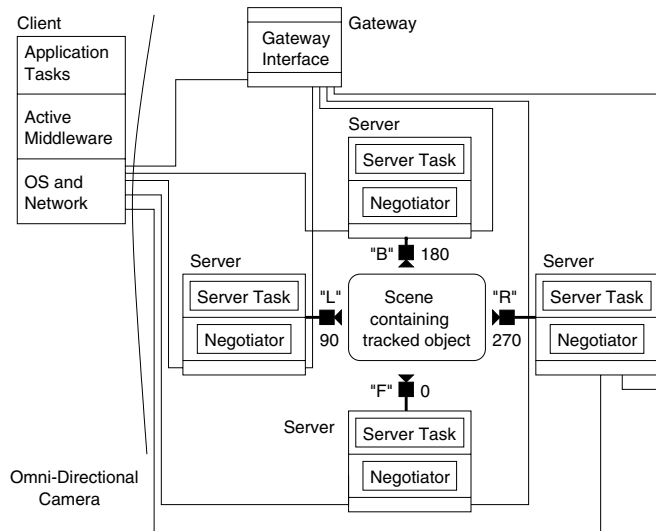 Client
Application
Tasks
Active
Middleware
OS and
Network
Gateway
Gateway
Interface
Server
Server Task
Negotiator
"B" 180
Server
Server Task
Negotiator
"L"
90
Scene
containing
tracked object
"R"
270
Server
Server Task
Negotiator
"F" 0
Server
Server Task
Negotiator
Omni-Directional
Camera